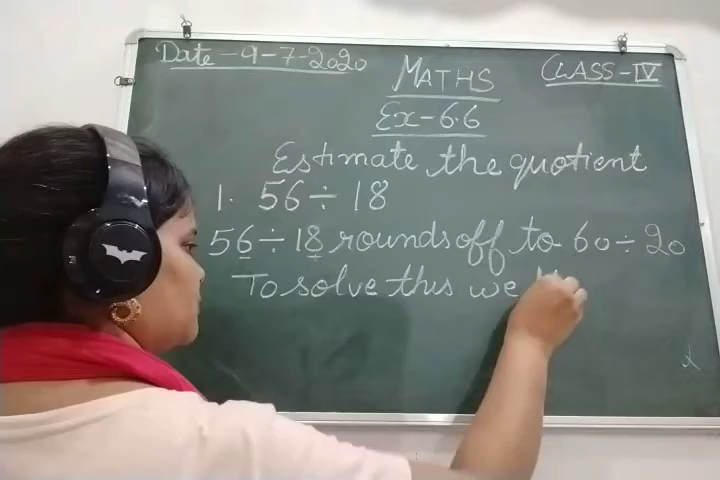 Date-9-7-2020
MATHS
CLASS-IV
Ex-6.6
Estimate the quotient
1. 56÷18
56÷18 rounds off to 60÷20
To solve this we